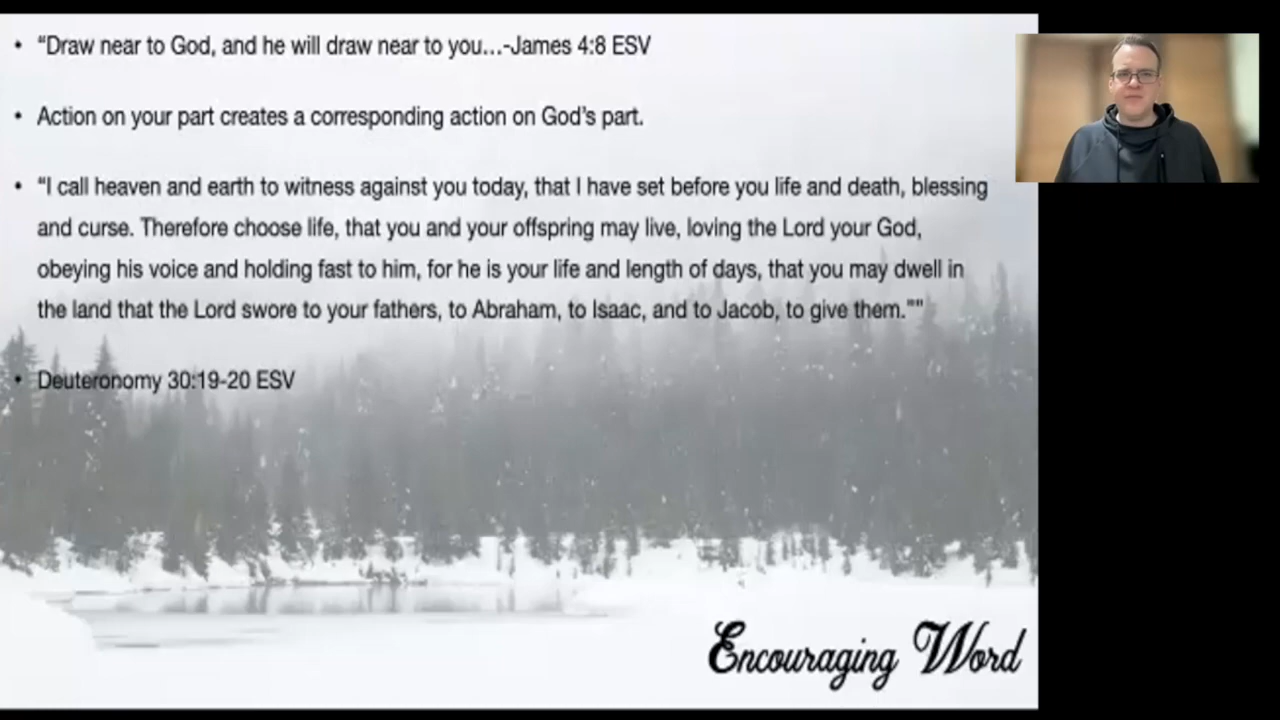 • “Draw near to God, and he will draw near to you...-James 4:8 ESV
• Action on your part creates a corresponding action on God’s part.
• “I call heaven and earth to witness against you today, that I have set before you life and death, blessing
and curse. Therefore choose life, that you and your offspring may live, loving the Lord your God,
obeying his voice and holding fast to him, for he is your life and length of days, that you may dwell in
the land that the Lord swore to your fathers, to Abraham, to Isaac, and to Jacob, to give them.””
• Deuteronomy 30:19-20 ESV
Encouraging Word